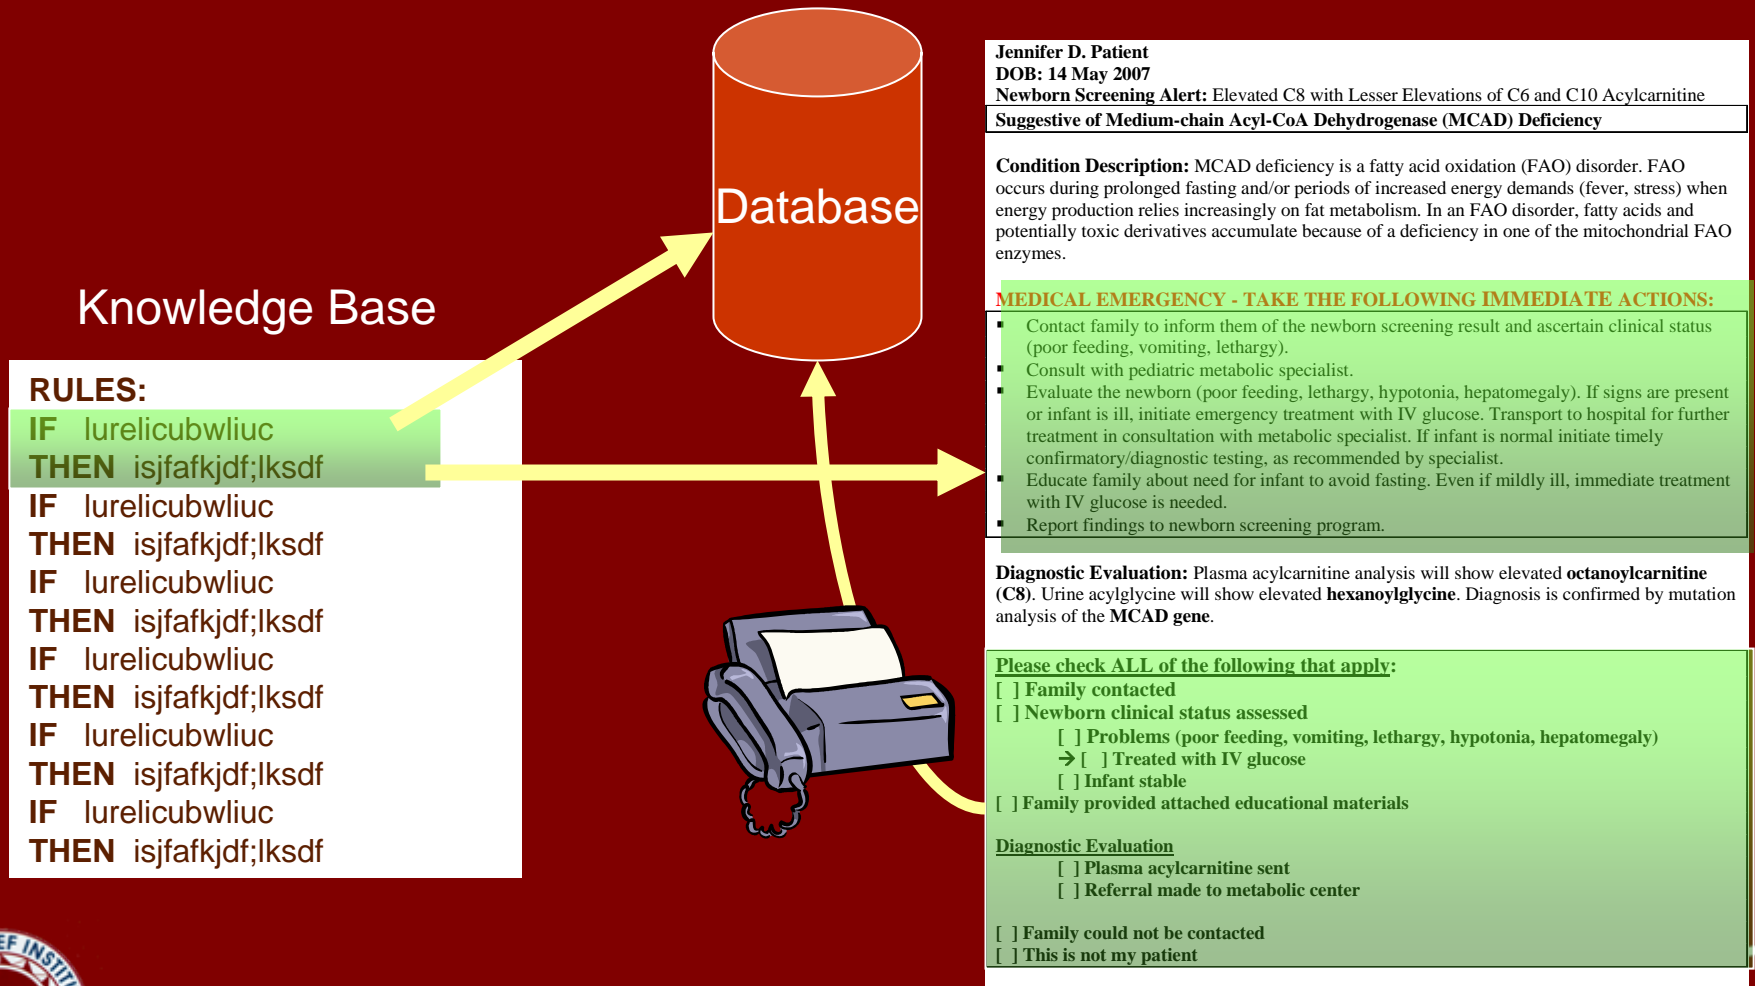 Database
Knowledge Base
RULES:
IF lurelicubwliuc
THEN isjfafkjdf;lksdf
IF lurelicubwliuc
THEN isjfafkjdf;lksdf
IF lurelicubwliuc
THEN isjfafkjdf;lksdf
IF lurelicubwliuc
THEN isjfafkjdf;lksdf
IF lurelicubwliuc
THEN isjfafkjdf;lksdf
IF lurelicubwliuc
THEN isjfafkjdf;lksdf
Jennifer D. Patient
DOB: 14 May 2007
Newborn Screening Alert: Elevated C8 with Lesser Elevations of C6 and C10 Acylcarnitine
Suggestive of Medium-chain Acyl-CoA Dehydrogenase (MCAD) Deficiency
Condition Description: MCAD deficiency is a fatty acid oxidation (FAO) disorder. FAO
occurs during prolonged fasting and/or periods of increased energy demands (fever, stress) when
energy production relies increasingly on fat metabolism. In an FAO disorder, fatty acids and
potentially toxic derivatives accumulate because of a deficiency in one of the mitochondrial FAO
enzymes.
MEDICAL EMERGENCY - TAKE THE FOLLOWING IMMEDIATE ACTIONS:
▪ Contact family to inform them of the newborn screening result and ascertain clinical status
(poor feeding, vomiting, lethargy).
▪ Consult with pediatric metabolic specialist.
▪ Evaluate the newborn (poor feeding, lethargy, hypotonia, hepatomegaly). If signs are present
or infant is ill, initiate emergency treatment with IV glucose. Transport to hospital for further
treatment in consultation with metabolic specialist. If infant is normal initiate timely
confirmatory/diagnostic testing, as recommended by specialist.
▪ Educate family about need for infant to avoid fasting. Even if mildly ill, immediate treatment
with IV glucose is needed.
▪ Report findings to newborn screening program.
Diagnostic Evaluation: Plasma acylcarnitine analysis will show elevated octanoylcarnitine
(C8). Urine acylglycine will show elevated hexanoylglycine. Diagnosis is confirmed by mutation
analysis of the MCAD gene.
Please check ALL of the following that apply:
[ ] Family contacted
[ ] Newborn clinical status assessed
[ ] Problems (poor feeding, vomiting, lethargy, hypotonia, hepatomegaly)
→ [ ] Treated with IV glucose
[ ] Infant stable
[ ] Family provided attached educational materials
Diagnostic Evaluation
[ ] Plasma acylcarnitine sent
[ ] Referral made to metabolic center
[ ] Family could not be contacted
[ ] This is not my patient